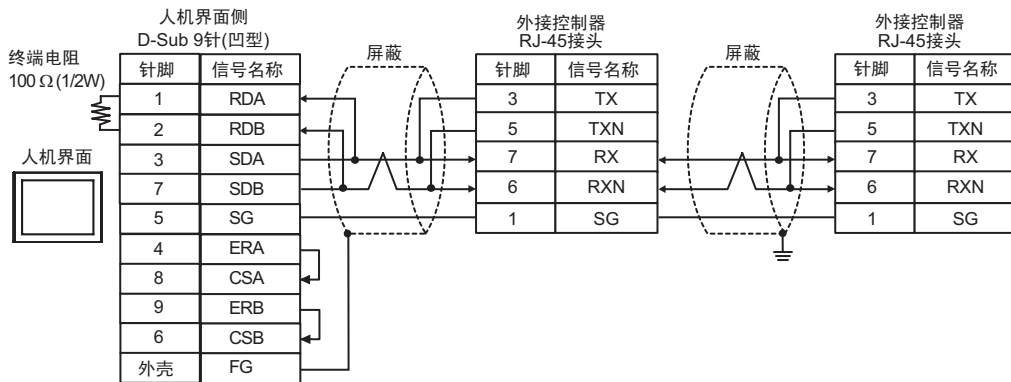 人机界面侧
D-Sub 9针(凹型)
终端电阻
100 Ω (1/2W)
人机界面
针脚 信号名称
1 RDA
2 RDB
3 SDA
7 SDB
5 SG
4 ERA
8 CSA
9 ERB
6 CSB
外壳 FG
屏蔽
外接控制器
RJ-45接头
针脚 信号名称
3 TX
5 TXN
7 RX
6 RXN
1 SG
屏蔽
外接控制器
RJ-45接头
针脚 信号名称
3 TX
5 TXN
7 RX
6 RXN
1 SG